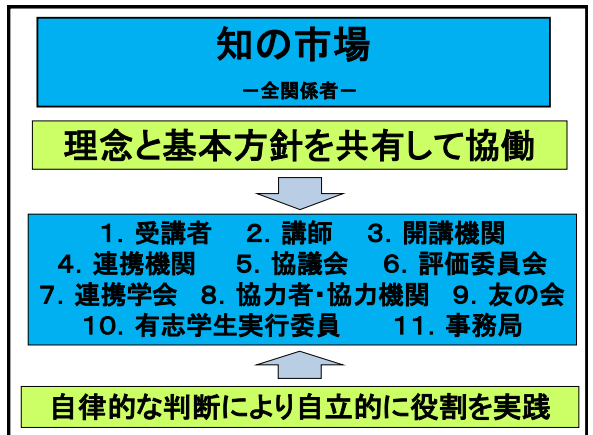 知の市場
－全関係者－
理念と基本方針を共有して協働
1．受講者　2．講師　3．開講機関
4．連携機関　5．協議会　6．評価委員会
7．連携学会　8．協力者・協力機関　9．友の会
10．有志学生実行委員　11．事務局
自律的な判断により自立的に役割を実践